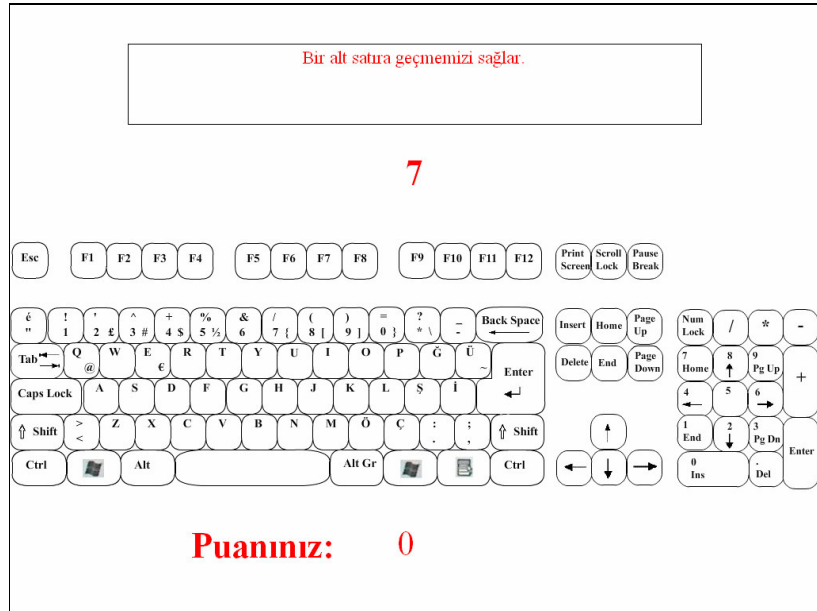 Bir alt satıra geçmemizi sağlar.
7
Esc F1 F2 F3 F4 F5 F6 F7 F8 F9 F10 F11 F12 Print Screen Scroll Lock Pause Break
é " ! 1 ' 2 £ ^ 3 # + 4 $ % 5 ½ & 6 / 7 { ( 8 [ ) 9 ] = 0 } ? * \ _ - Back Space Insert Home Page Up Num Lock / * -
Tab Q @ W E € R T Y U I O P Ğ Ü ~ Enter Delete End Page Down 7 Home 8 9 Pg Up +
Caps Lock A S D F G H J K L Ş İ 4 5 6
Shift > < Z X C V B N M Ö Ç : . ; , Shift 1 End 2 3 Pg Dn Enter
Ctrl Alt Alt Gr Ctrl 0 Ins . Del
Puanınız: 0